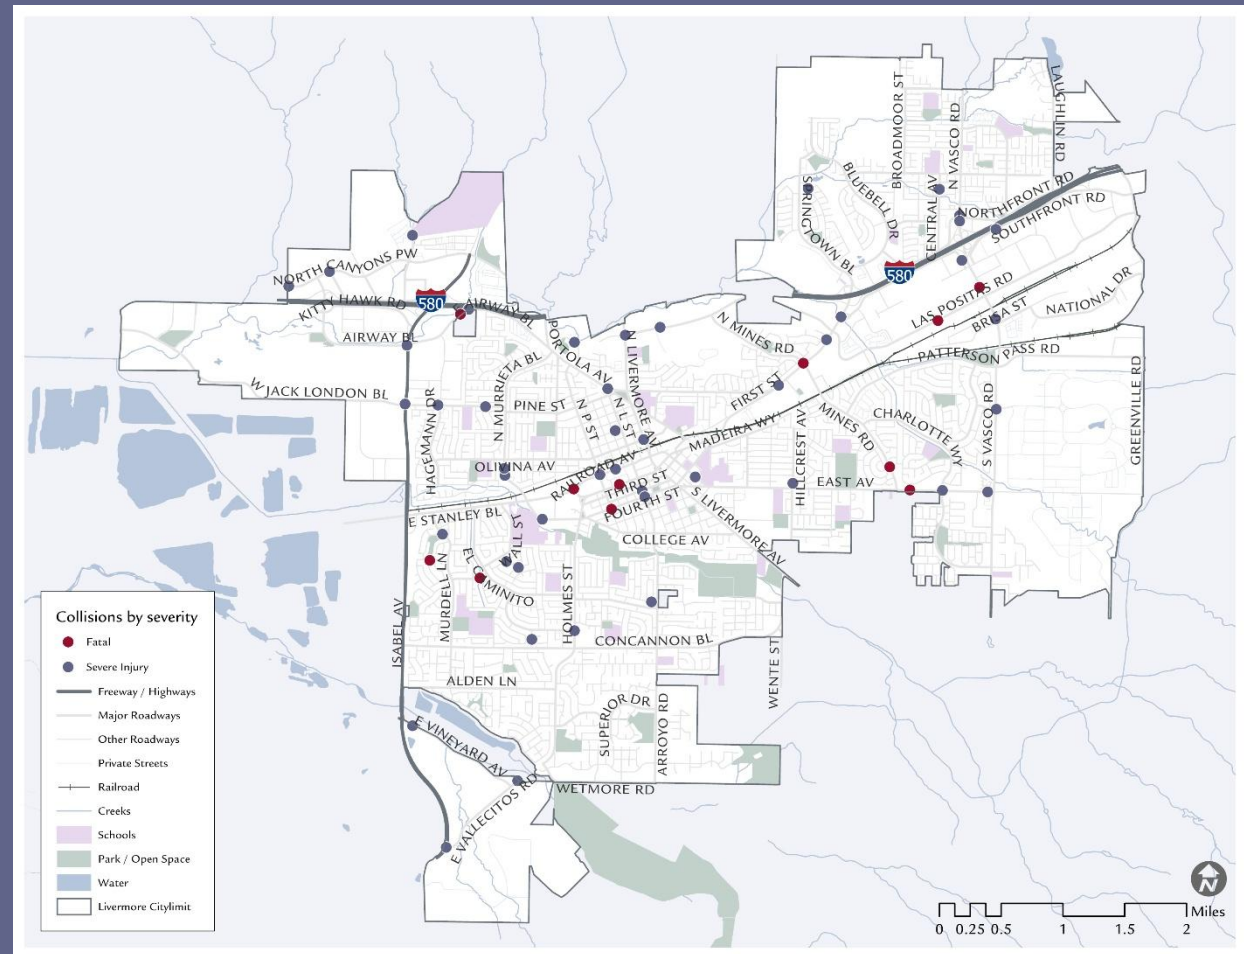 LAUGHLIN RD
BROADMOOR ST
N VASCO RD
BLUEBELL DR
SPRINGTOWN BL
CENTRAL AV
NORTHFRONT RD
SOUTHFRONT RD
580
NORTH CANYONS PW
KITTY HAWK RD
580
E AIRWAY BL
AIRWAY BL
LAS POSITAS RD
BRISA ST
NATIONAL DR
PATTERSON PASS RD
N MINES RD
PORTOLA AV
N LIVERMORE AV
N MURRIETA BL
W JACK LONDON BL
HAGEMANN DR
PINE ST
N P ST
N L ST
FIRST ST
MADEIRA WY
HILLCREST AV
MINES RD
CHARLOTTE WY
S VASCO RD
GREENVILLE RD
OLIVINA AV
RAILROAD AV
THIRD ST
FOURTH ST
EAST AV
S LIVERMORE AV
E STANLEY BL
WALL ST
COLLEGE AV
MURDELL LN
EL CAMINITO
HOLMES ST
ISABEL AV
CONCANNON BL
WENTE ST
ALDEN LN
SUPERIOR DR
ARROYO RD
E VINEYARD AV
WETMORE RD
E VALLECITOS RD
Collisions by severity
Fatal
Severe Injury
Freeway / Highways
Major Roadways
Other Roadways
Private Streets
Railroad
Creeks
Schools
Park / Open Space
Water
Livermore Citylimit
N
Miles
0 0.25 0.5 1 1.5 2